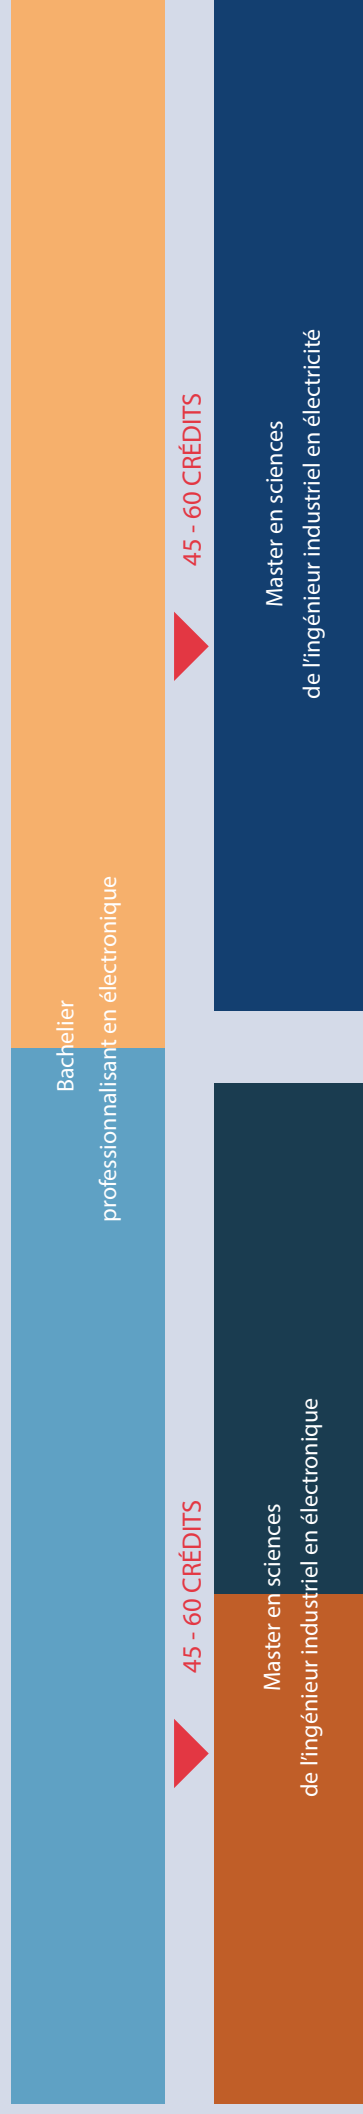 Bachelier
professionnalisant en électronique
45 - 60 CRÉDITS
Master en sciences
de l'ingénieur industriel en électricité
45 - 60 CRÉDITS
Master en sciences
de l'ingénieur industriel en électronique